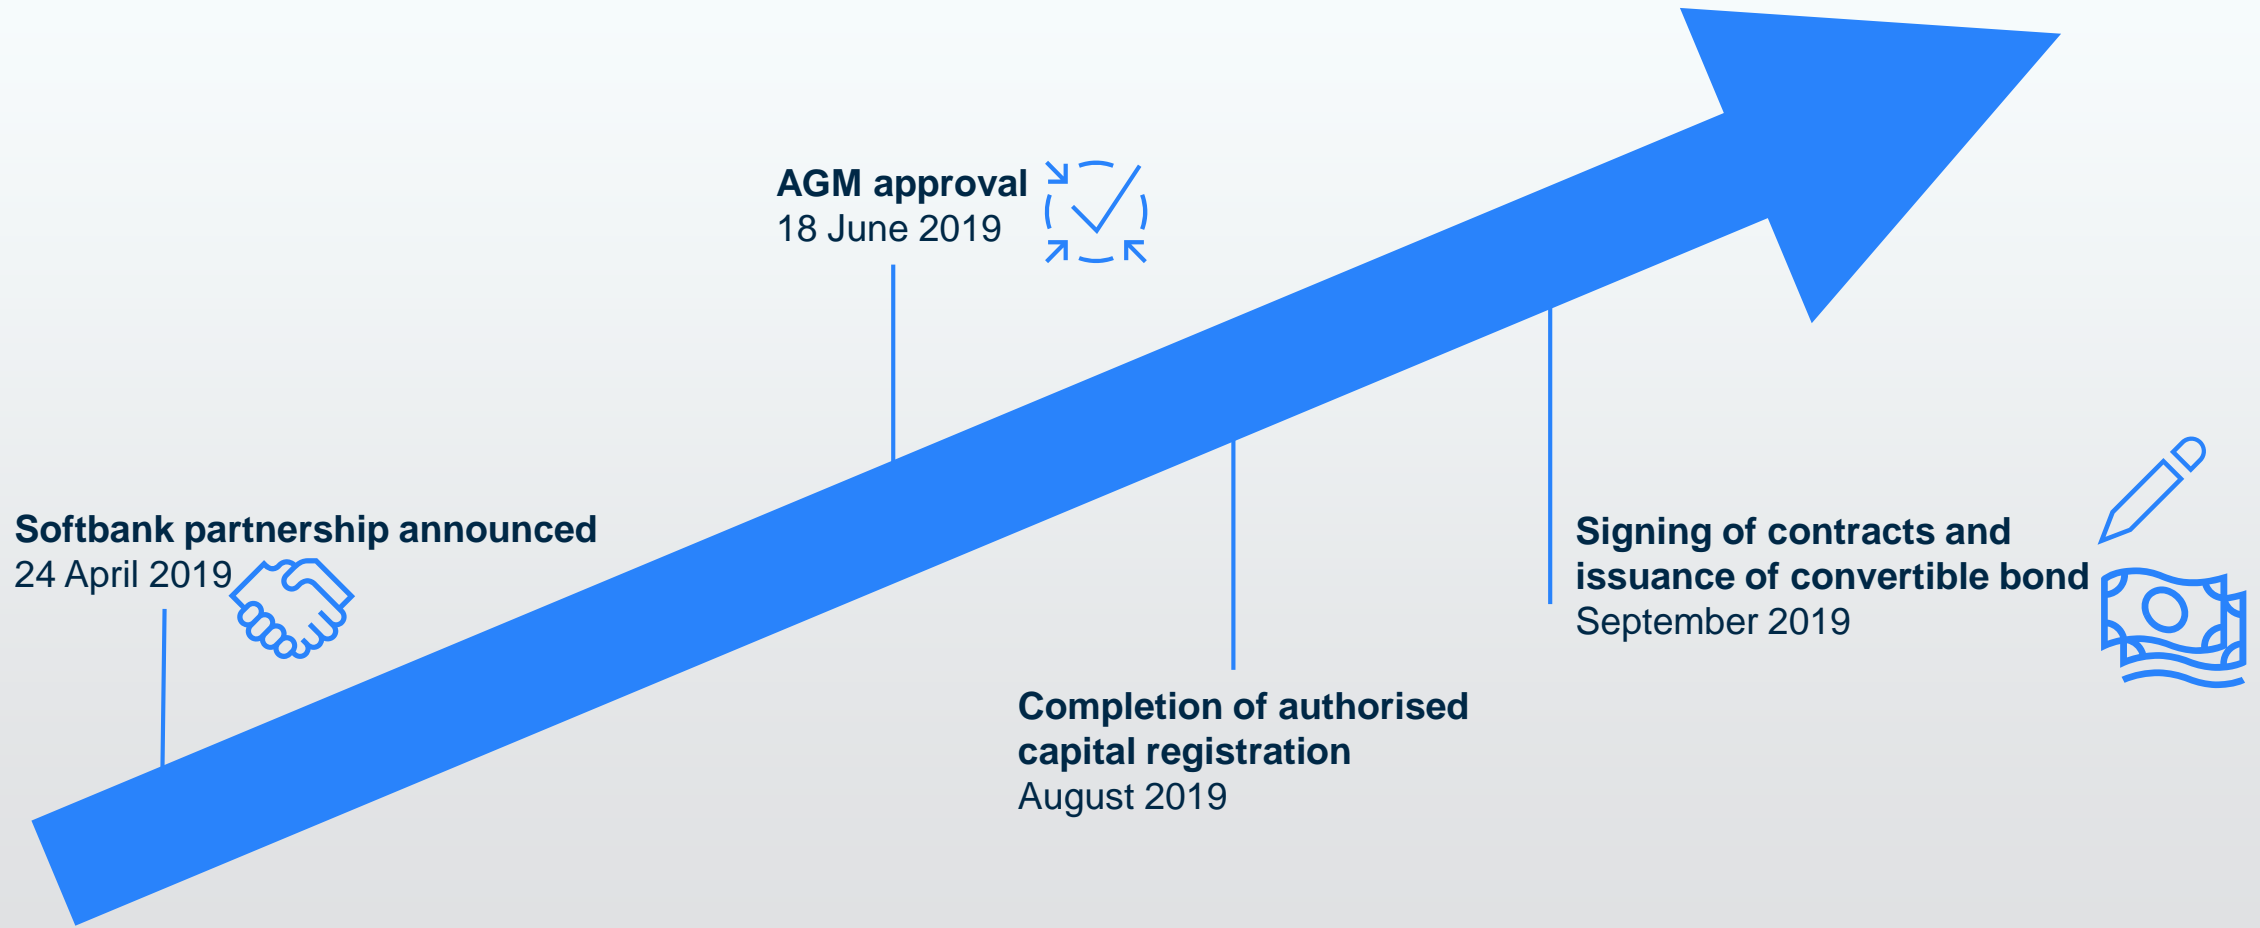 Softbank partnership announced
24 April 2019
AGM approval
18 June 2019
Completion of authorised
capital registration
August 2019
Signing of contracts and
issuance of convertible bond
September 2019